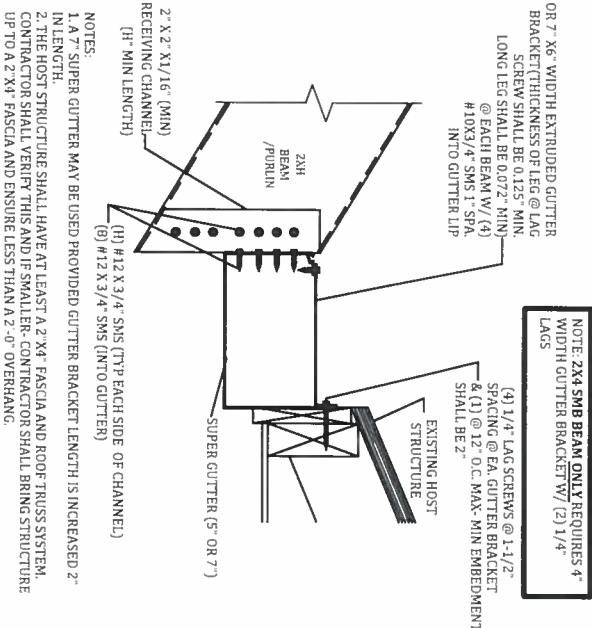 OR 7" X6" WIDTH EXTRUDED GUTTER
BRACKET(THICKNESS OF LEG @ LAG
SCREW SHALL BE 0.125" MIN.
LONG LEG SHALL BE 0.072" MIN)
@ EACH BEAM W/ (4)
#10X3/4" SMS 1" SPA.
INTO GUTTER LIP
NOTE: 2X4 SMB BEAM ONLY REQUIRES 4"
WIDTH GUTTER BRACKET W/ (2) 1/4"
LAGS
(4) 1/4" LAG SCREWS @ 1-1/2"
SPACING @ EA. GUTTER BRACKET
& (1) @ 12" O.C. MAX- MIN EMBEDMENT
SHALL BE 2"
EXISTING HOST
STRUCTURE
2XH
BEAM
/PURLIN
SUPER GUTTER (5" OR 7")
2" X 2" X1/16" (MIN)
RECEIVING CHANNEL
(H" MIN LENGTH)
(H) #12 X 3/4" SMS (TYP EACH SIDE OF CHANNEL)
(8) #12 X 3/4" SMS (INTO GUTTER)
NOTES:
1. A 7" SUPER GUTTER MAY BE USED PROVIDED GUTTER BRACKET LENGTH IS INCREASED 2"
IN LENGTH.
2. THE HOST STRUCTURE SHALL HAVE AT LEAST A 2"X4" FASCIA AND ROOF TRUSS SYSTEM.
CONTRACTOR SHALL VERIFY THIS AND IF SMALLER- CONTRACTOR SHALL BRING STRUCTURE
UP TO A 2"X4" FASCIA AND ENSURE LESS THAN A 2'-0" OVERHANG.